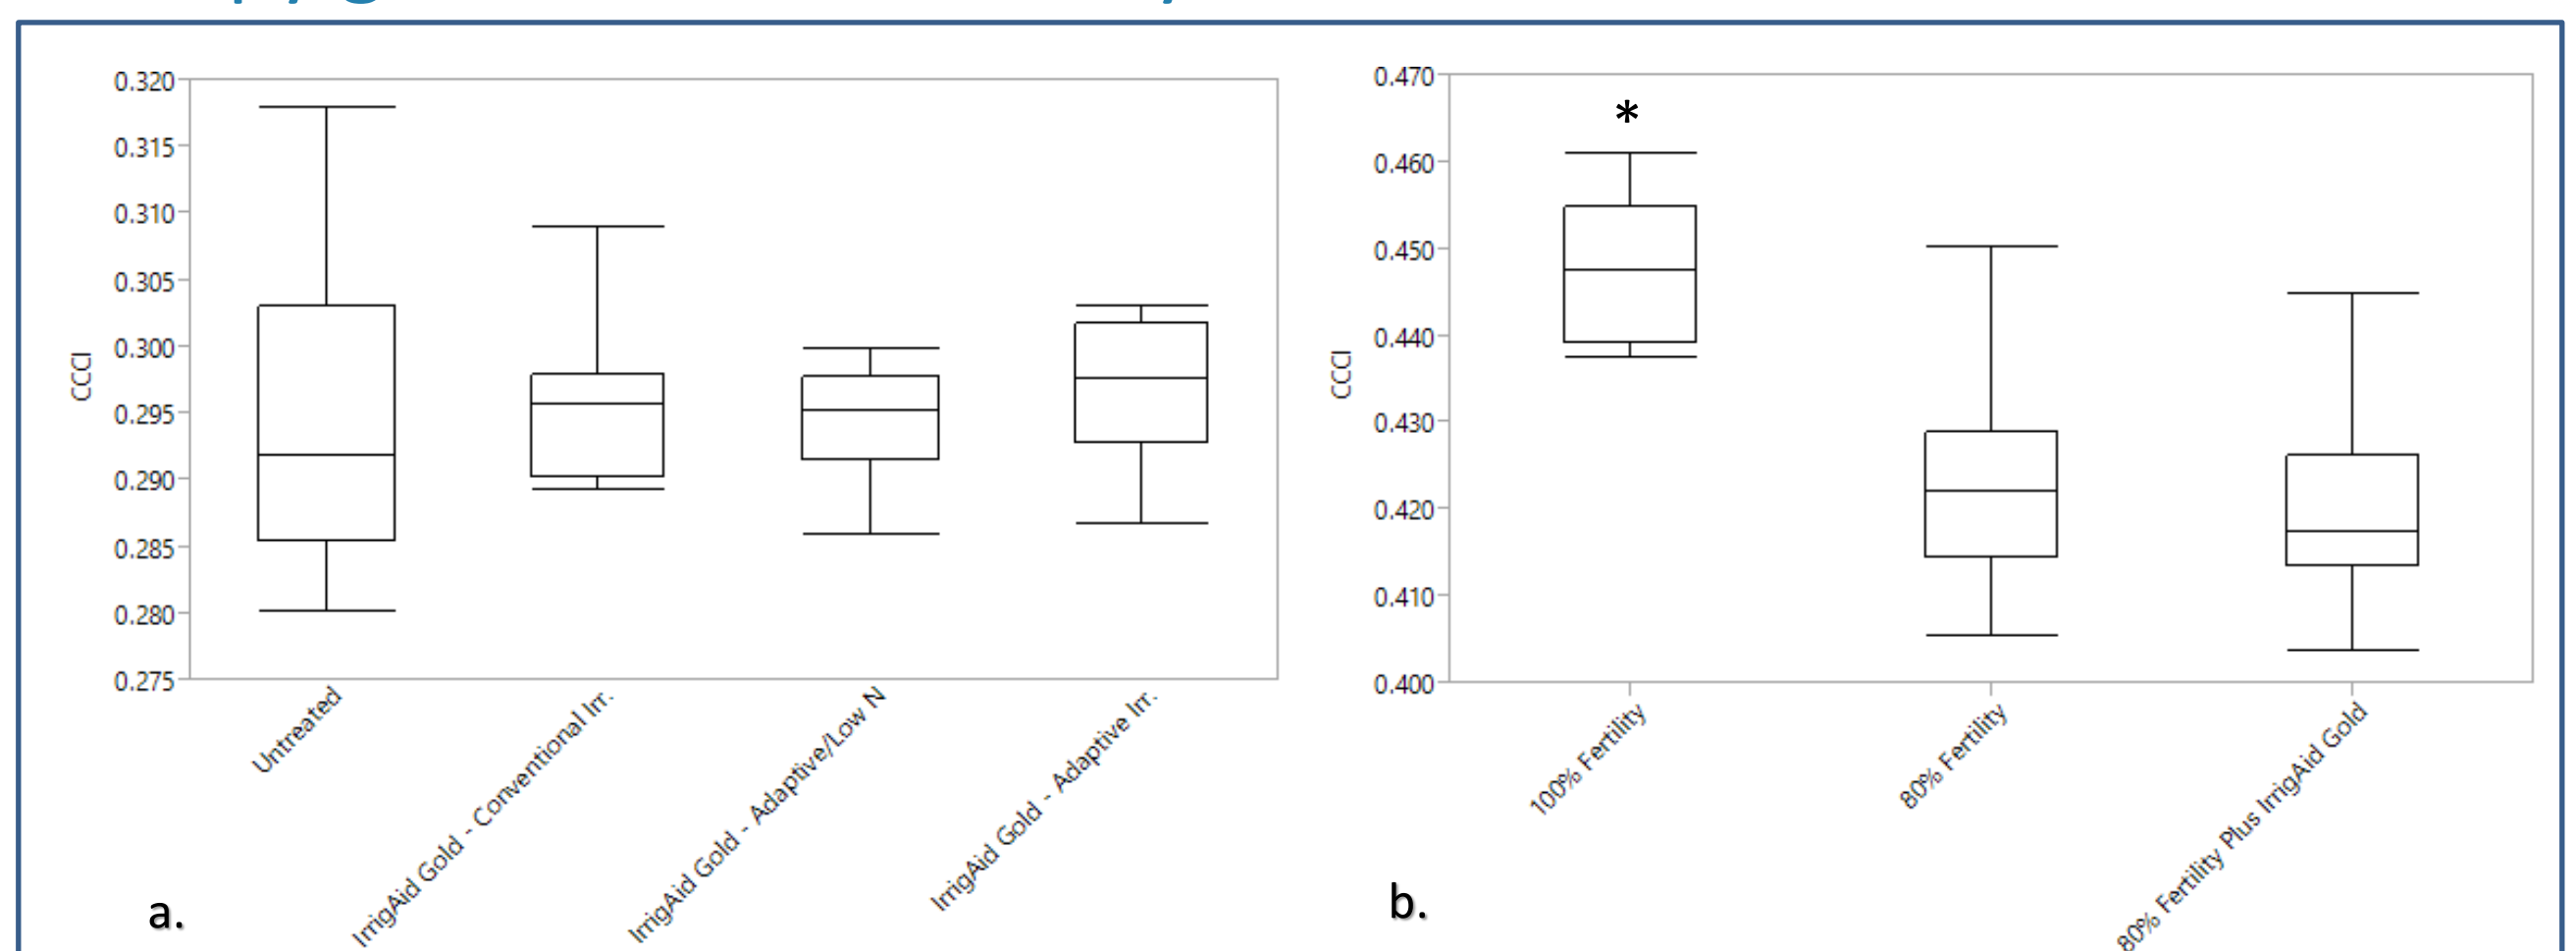 0.320
0.315
0.310
0.305
0.300
0.295
0.290
0.285
0.280
0.275
CCCI
Untreated
IrrigAid Gold - Conventional Irr.
IrrigAid Gold - Adaptive/Low N
IrrigAid Gold - Adaptive Irr.
a.
0.470
0.460
0.450
0.440
0.430
0.420
0.410
0.400
CCCI
*
100% Fertility
80% Fertility
80% Fertility Plus IrrigAid Gold
b.